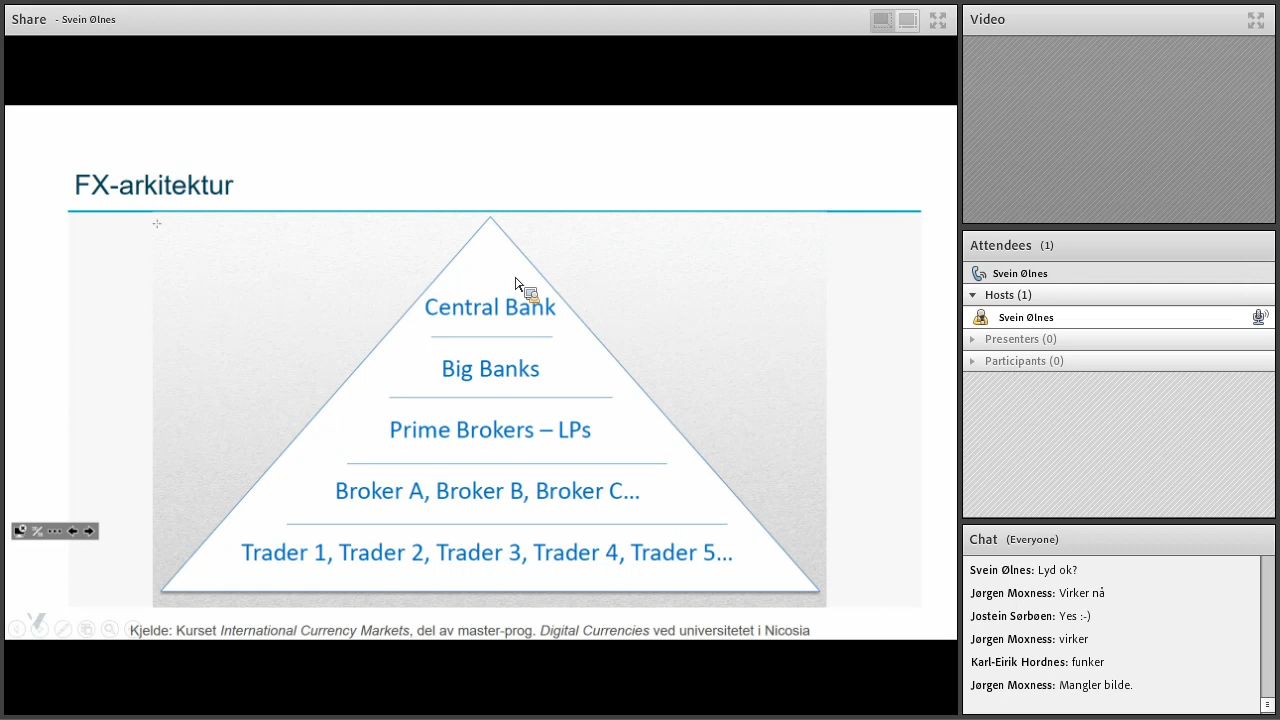 Share - Svein Ølnes
FX-arkitektur
Central Bank
Big Banks
Prime Brokers – LPs
Broker A, Broker B, Broker C...
Trader 1, Trader 2, Trader 3, Trader 4, Trader 5...
Kjelde: Kurset International Currency Markets, del av master-prog. Digital Currencies ved universitetet i Nicosia
Video
Attendees (1)
Svein Ølnes
Hosts (1)
Svein Ølnes
Presenters (0)
Participants (0)
Chat (Everyone)
Svein Ølnes: Lyd ok?
Jørgen Moxness: Virker nå
Jostein Sørbøen: Yes :-)
Jørgen Moxness: virker
Karl-Eirik Hordnes: funker
Jørgen Moxness: Mangler bilde.